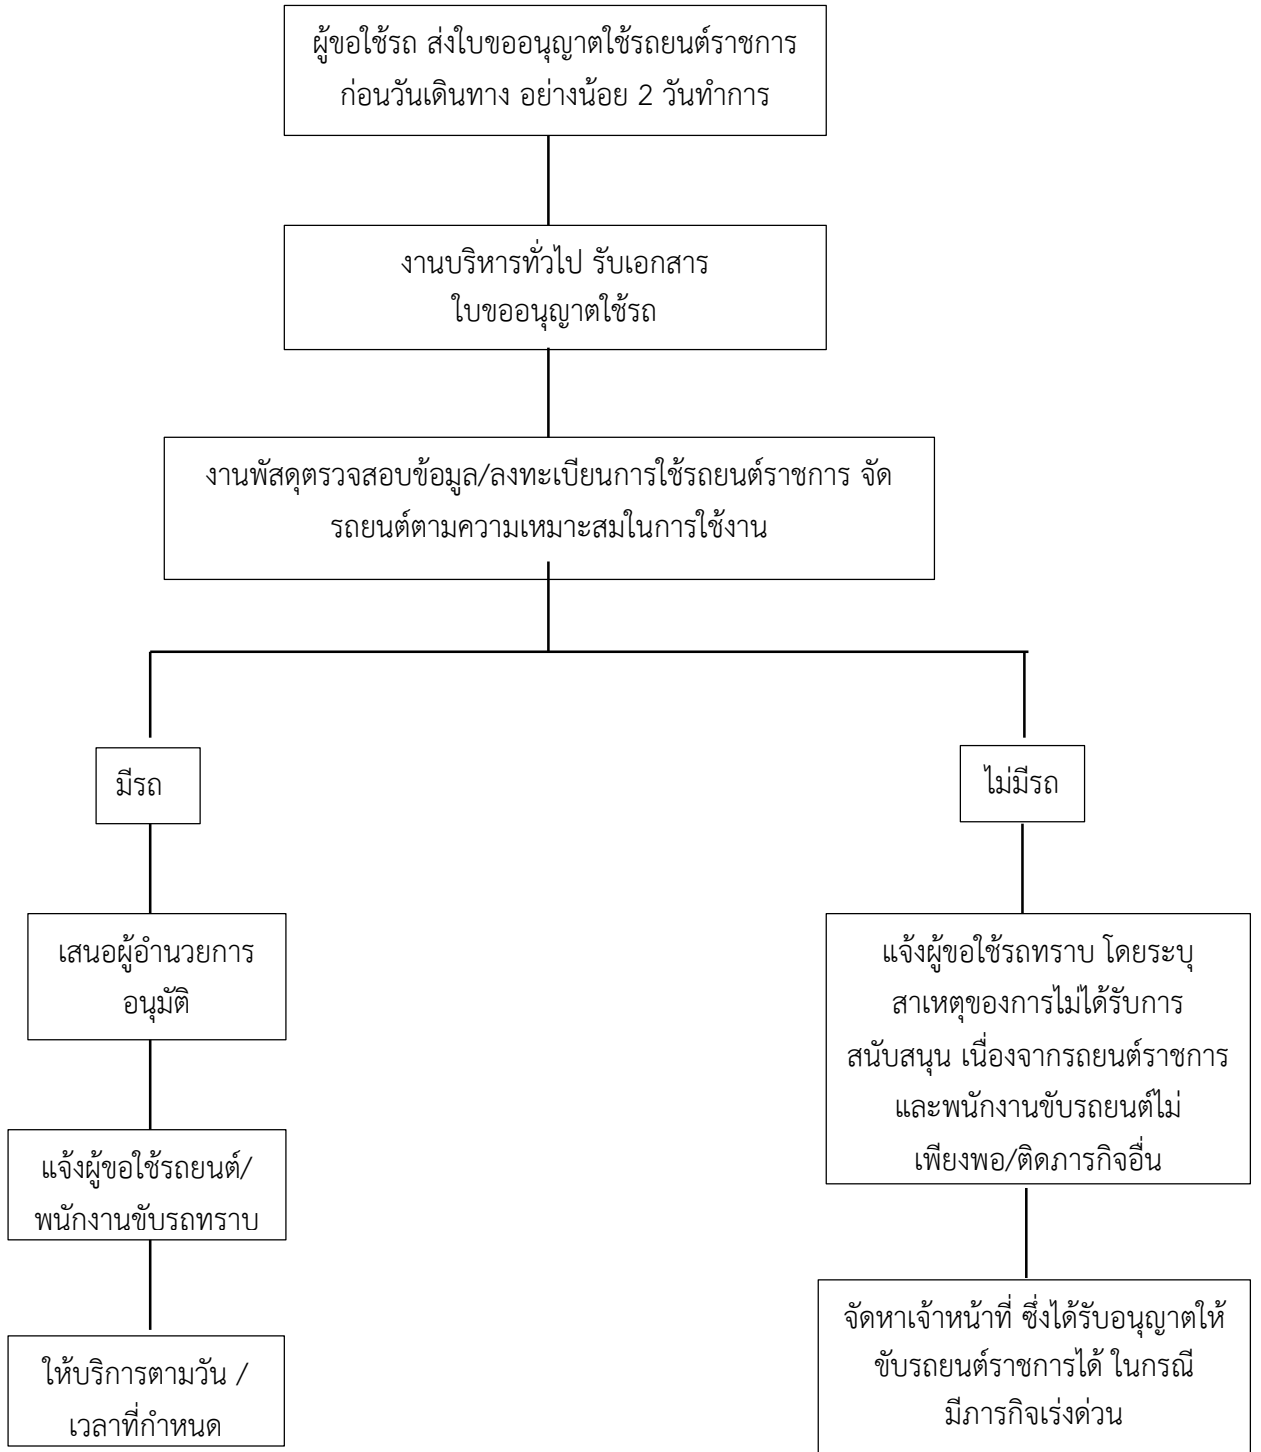 ผู้ขอใช้รถ ส่งใบขออนุญาตใช้รถยนต์ราชการ
ก่อนวันเดินทาง อย่างน้อย 2 วันทำการ
งานบริหารทั่วไป รับเอกสาร
ใบขออนุญาตใช้รถ
งานพัสดุตรวจสอบข้อมูล/ลงทะเบียนการใช้รถยนต์ราชการ จัด
รถยนต์ตามความเหมาะสมในการใช้งาน
มีรถ
เสนอผู้อำนวยการ
อนุมัติ
แจ้งผู้ขอใช้รถยนต์/
พนักงานขับรถทราบ
ให้บริการตามวัน /
เวลาที่กำหนด
ไม่มีรถ
แจ้งผู้ขอใช้รถทราบ โดยระบุ
สาเหตุของการไม่ได้รับการ
สนับสนุน เนื่องจากรถยนต์ราชการ
และพนักงานขับรถยนต์ไม่
เพียงพอ/ติดภารกิจอื่น
จัดหาเจ้าหน้าที่ ซึ่งได้รับอนุญาตให้
ขับรถยนต์ราชการได้ ในกรณี
มีภารกิจเร่งด่วน